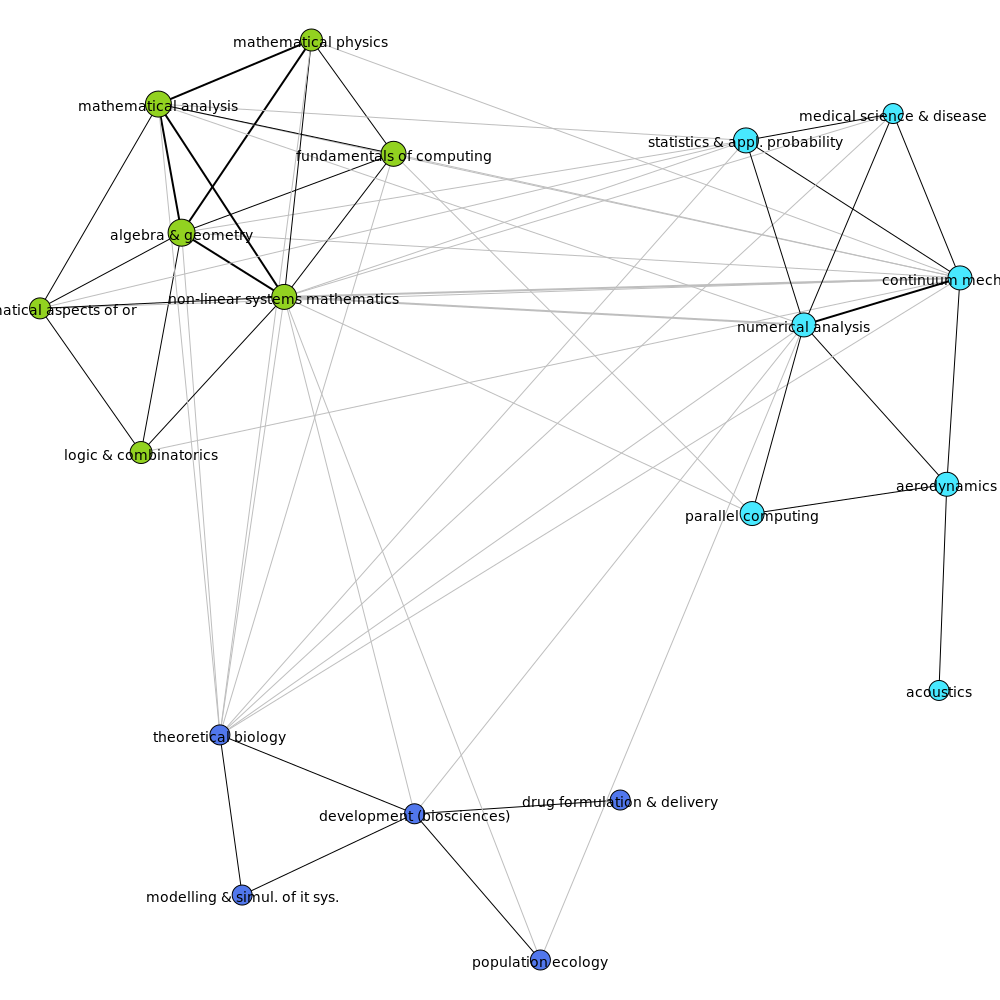 mathematical physics
mathematical analysis
medical science & disease
statistics & appl. probability
fundamentals of computing
algebra & geometry
continuum mech
non-linear systems mathematics
aspects of or
numerical analysis
logic & combinatorics
aerodynamics
parallel computing
acoustics
theoretical biology
drug formulation & delivery
development (biosciences)
modelling & simul. of it sys.
population ecology